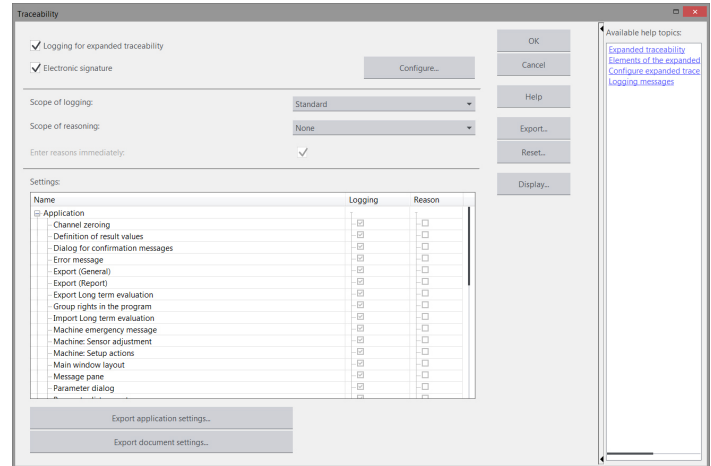 Traceability
Logging for expanded traceability
Electronic signature
Configure...
Scope of logging:
Standard
Scope of reasoning:
None
Enter reasons immediately:
Settings:
Name Logging Reason
Application
Channel zeroing
Definition of result values
Dialog for confirmation messages
Error message
Export (General)
Export (Report)
Export Long term evaluation
Group rights in the program
Import Long term evaluation
Machine emergency message
Machine: Sensor adjustment
Machine: Setup actions
Main window layout
Message pane
Parameter dialog
Export application settings...
Export document settings...
OK
Cancel
Help
Export...
Reset...
Display...
Available help topics:
Expanded traceability
Elements of the expanded
Configure expanded trace
Logging messages